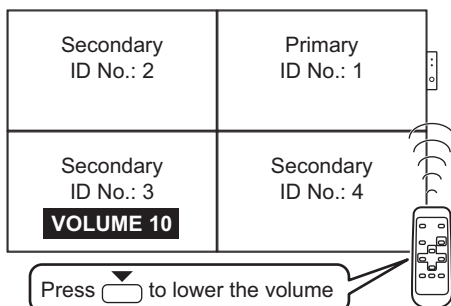 Secondary
ID No.: 2
Primary
ID No.: 1
Secondary
ID No.: 3
VOLUME 10
Secondary
ID No.: 4
Press to lower the volume